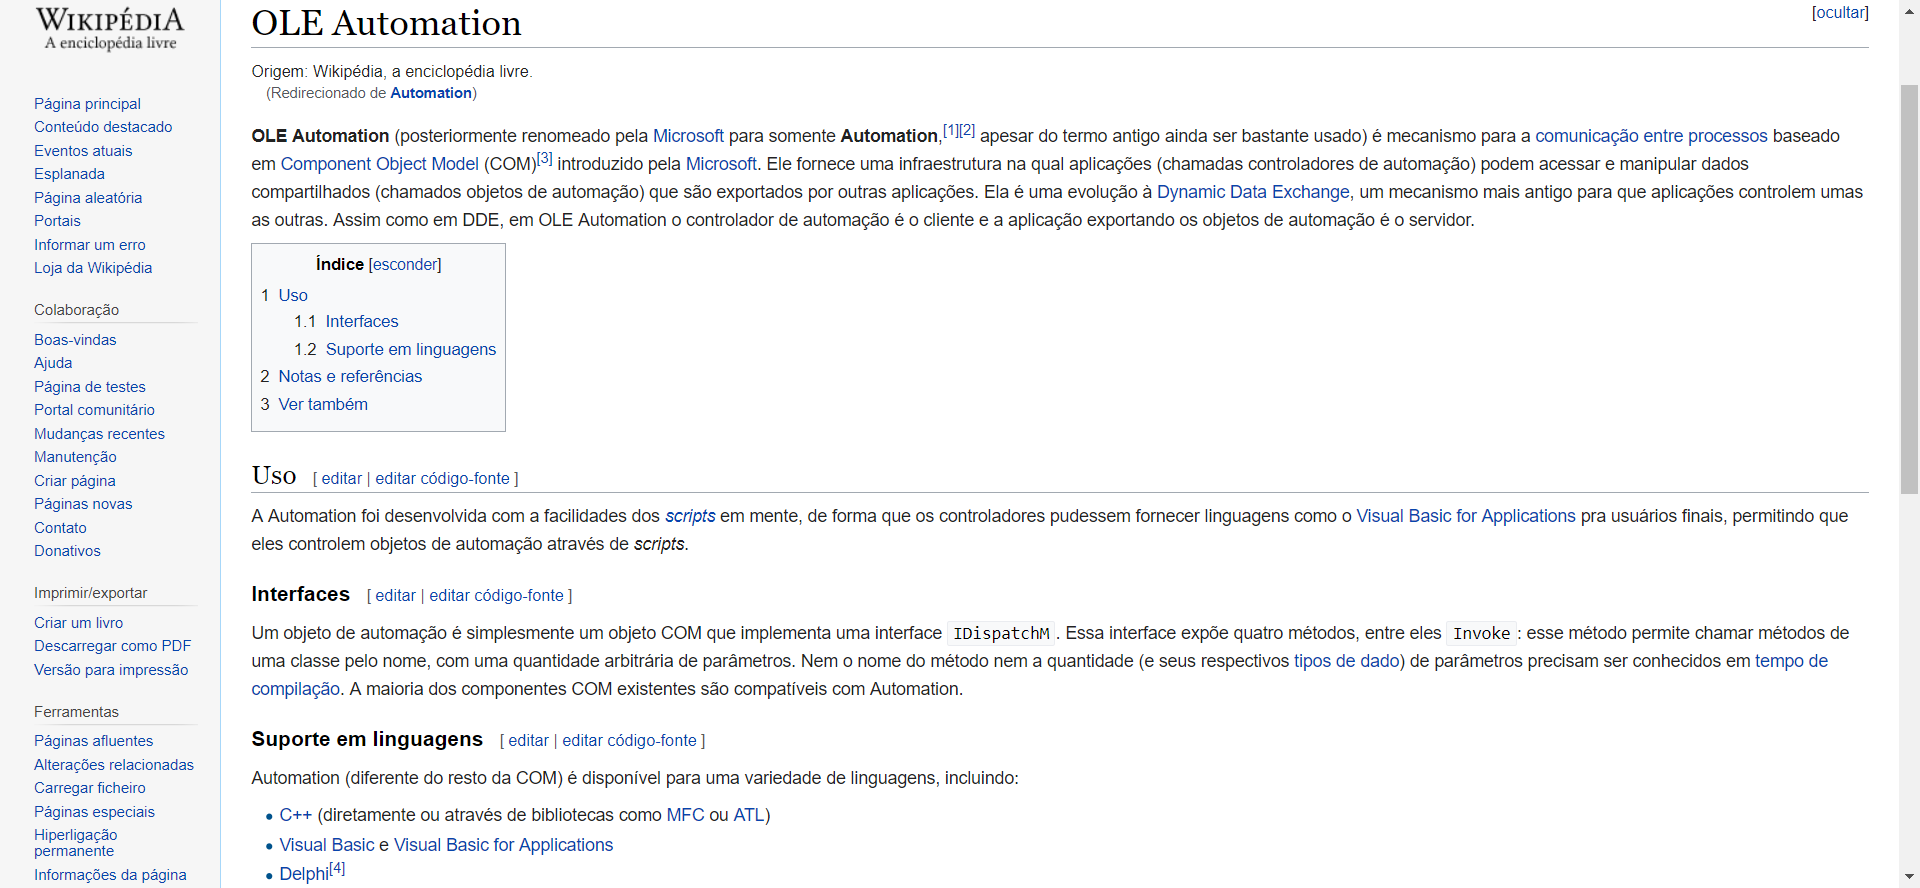 WIKIPÉDIA
A enciclopédia livre
Página principal
Conteúdo destacado
Eventos atuais
Esplanada
Página aleatória
Portais
Informar um erro
Loja da Wikipédia
Colaboração
Boas-vindas
Ajuda
Página de testes
Portal comunitário
Mudanças recentes
Manutenção
Criar página
Páginas novas
Contato
Donativos
Imprimir/exportar
Criar um livro
Descarregar como PDF
Versão para impressão
Ferramentas
Páginas afluentes
Alterações relacionadas
Carregar ficheiro
Páginas especiais
Hiperligação
permanente
Informações da página
OLE Automation
[ocultar]
Origem: Wikipédia, a enciclopédia livre.
(Redirecionado de Automation)
OLE Automation (posteriormente renomeado pela Microsoft para somente Automation,[1][2] apesar do termo antigo ainda ser bastante usado) é mecanismo para a comunicação entre processos baseado
em Component Object Model (COM)[3] introduzido pela Microsoft. Ele fornece uma infraestrutura na qual aplicações (chamadas controladores de automação) podem acessar e manipular dados
compartilhados (chamados objetos de automação) que são exportados por outras aplicações. Ela é uma evolução à Dynamic Data Exchange, um mecanismo mais antigo para que aplicações controlem umas
as outras. Assim como em DDE, em OLE Automation o controlador de automação é o cliente e a aplicação exportando os objetos de automação é o servidor.
Índice [esconder]
1 Uso
1.1 Interfaces
1.2 Suporte em linguagens
2 Notas e referências
3 Ver também
Uso [ editar | editar código-fonte ]
A Automation foi desenvolvida com a facilidades dos scripts em mente, de forma que os controladores pudessem fornecer linguagens como o Visual Basic for Applications pra usuários finais, permitindo que
eles controlem objetos de automação através de scripts.
Interfaces [ editar | editar código-fonte ]
Um objeto de automação é simplesmente um objeto COM que implementa uma interface IDispatchM. Essa interface expõe quatro métodos, entre eles Invoke: esse método permite chamar métodos de
uma classe pelo nome, com uma quantidade arbitrária de parâmetros. Nem o nome do método nem a quantidade (e seus respectivos tipos de dado) de parâmetros precisam ser conhecidos em tempo de
compilação. A maioria dos componentes COM existentes são compatíveis com Automation.
Suporte em linguagens [ editar | editar código-fonte ]
Automation (diferente do resto da COM) é disponível para uma variedade de linguagens, incluindo:
• C++ (diretamente ou através de bibliotecas como MFC ou ATL)
• Visual Basic e Visual Basic for Applications
• Delphi[4]